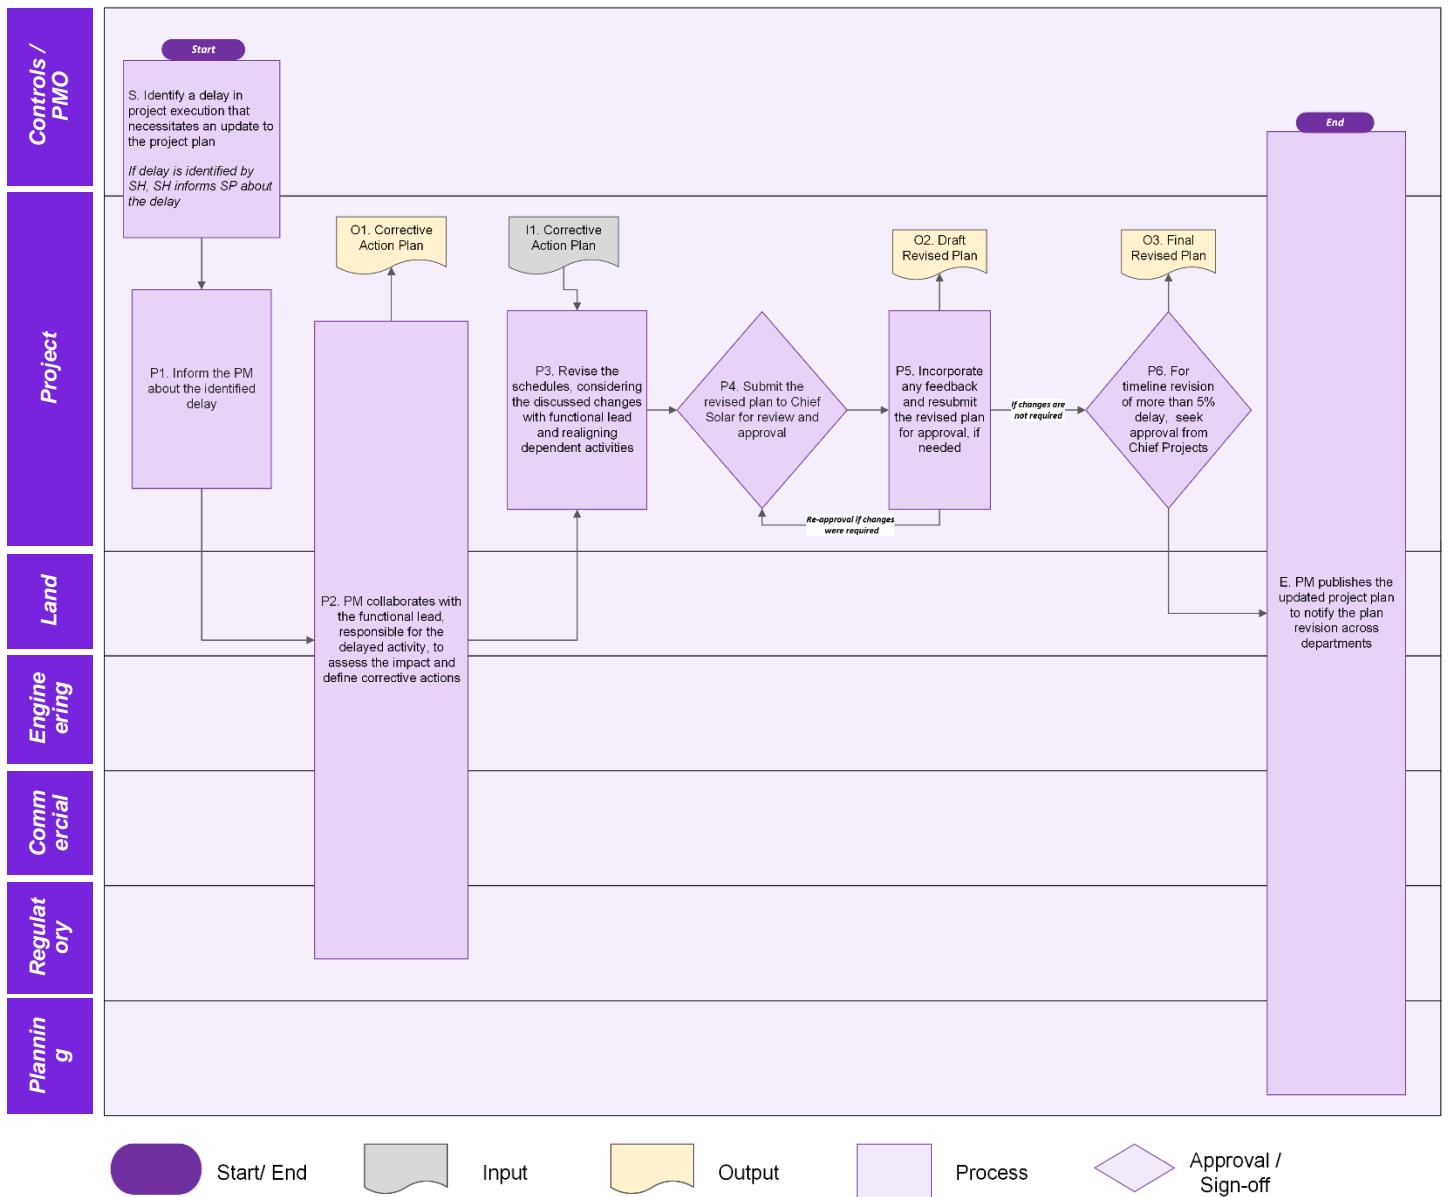 Controls /
PMO
Project
Land
Engine
ering
Comm
ercial
Regulat
ory
Plannin
g
Start
S. Identify a delay in
project execution that
necessitates an update to
the project plan
If delay is identified by
SH, SH informs SP about
the delay
P1. Inform the PM
about the identified
delay
O1. Corrective
Action Plan
P2. PM collaborates with
the functional lead,
responsible for the
delayed activity, to
assess the impact and
define corrective actions
I1. Corrective
Action Plan
P3. Revise the
schedules, considering
the discussed changes
with functional lead
and realigning
dependent activities
P4. Submit the
revised plan to Chief
Solar for review and
approval
O2. Draft
Revised Plan
P5. Incorporate
any feedback
and resubmit
the revised plan
for approval, if
needed
Re-approval if changes
were required
If changes are
not required
O3. Final
Revised Plan
P6. For
timeline revision
of more than 5%
delay, seek
approval from
Chief Projects
End
E. PM publishes the
updated project plan
to notify the plan
revision across
departments
Start/ End
Input
Output
Process
Approval /
Sign-off